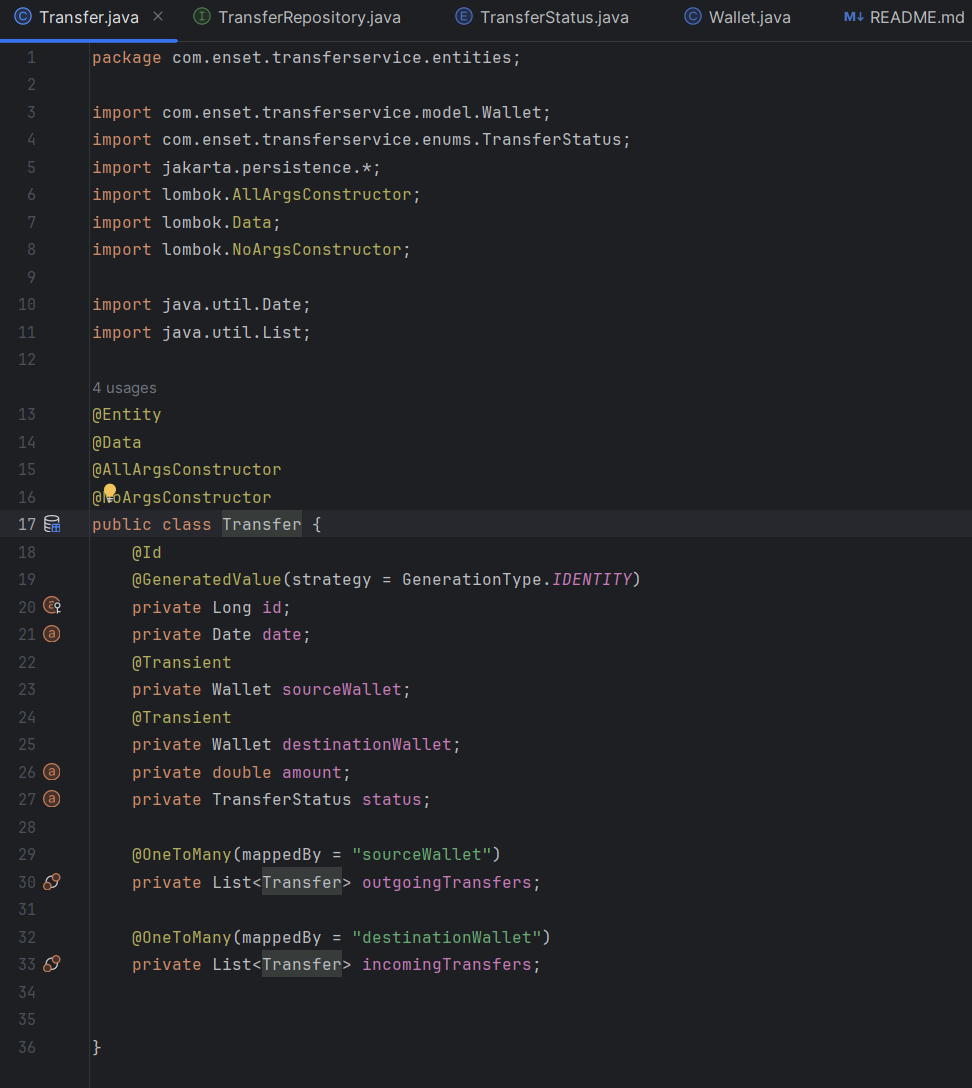 Transfer.java × TransferRepository.java TransferStatus.java Wallet.java M↓ README.md
1 package com.enset.transferservice.entities;
2
3 import com.enset.transferservice.model.Wallet;
4 import com.enset.transferservice.enums.TransferStatus;
5 import jakarta.persistence.*;
6 import lombok.AllArgsConstructor;
7 import lombok.Data;
8 import lombok.NoArgsConstructor;
9
10 import java.util.Date;
11 import java.util.List;
12
4 usages
13 @Entity
14 @Data
15 @AllArgsConstructor
16 @NoArgsConstructor
17 public class Transfer {
18     @Id
19     @GeneratedValue(strategy = GenerationType.IDENTITY)
20     private Long id;
21     private Date date;
22     @Transient
23     private Wallet sourceWallet;
24     @Transient
25     private Wallet destinationWallet;
26     private double amount;
27     private TransferStatus status;
28
29     @OneToMany(mappedBy = "sourceWallet")
30     private List<Transfer> outgoingTransfers;
31
32     @OneToMany(mappedBy = "destinationWallet")
33     private List<Transfer> incomingTransfers;
34
35
36 }